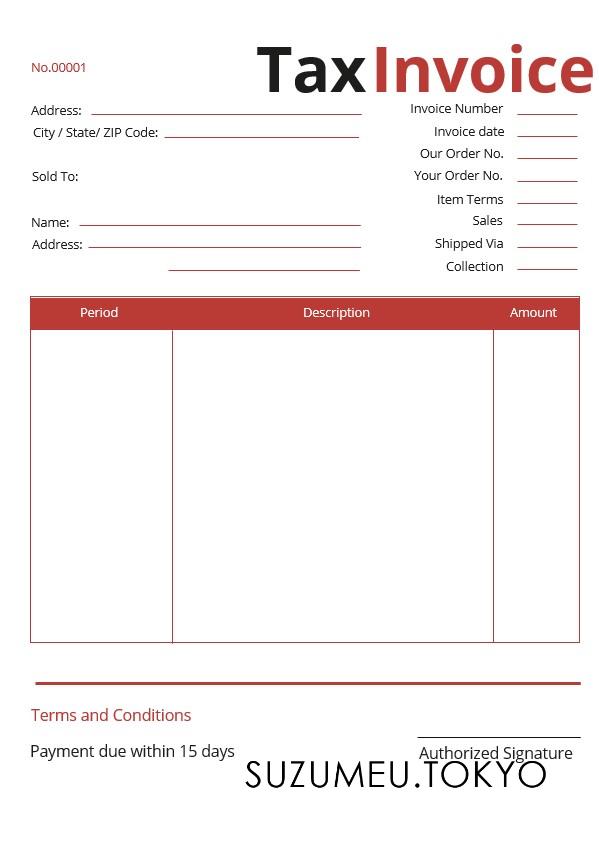 Tax Invoice
No.00001
Address:
City / State/ ZIP Code:
Sold To:
Name:
Address:
Invoice Number
Invoice date
Our Order No.
Your Order No.
Item Terms
Sales
Shipped Via
Collection
Period Description Amount
Terms and Conditions
Payment due within 15 days
Authorized Signature
SUZUMEU.TOKYO